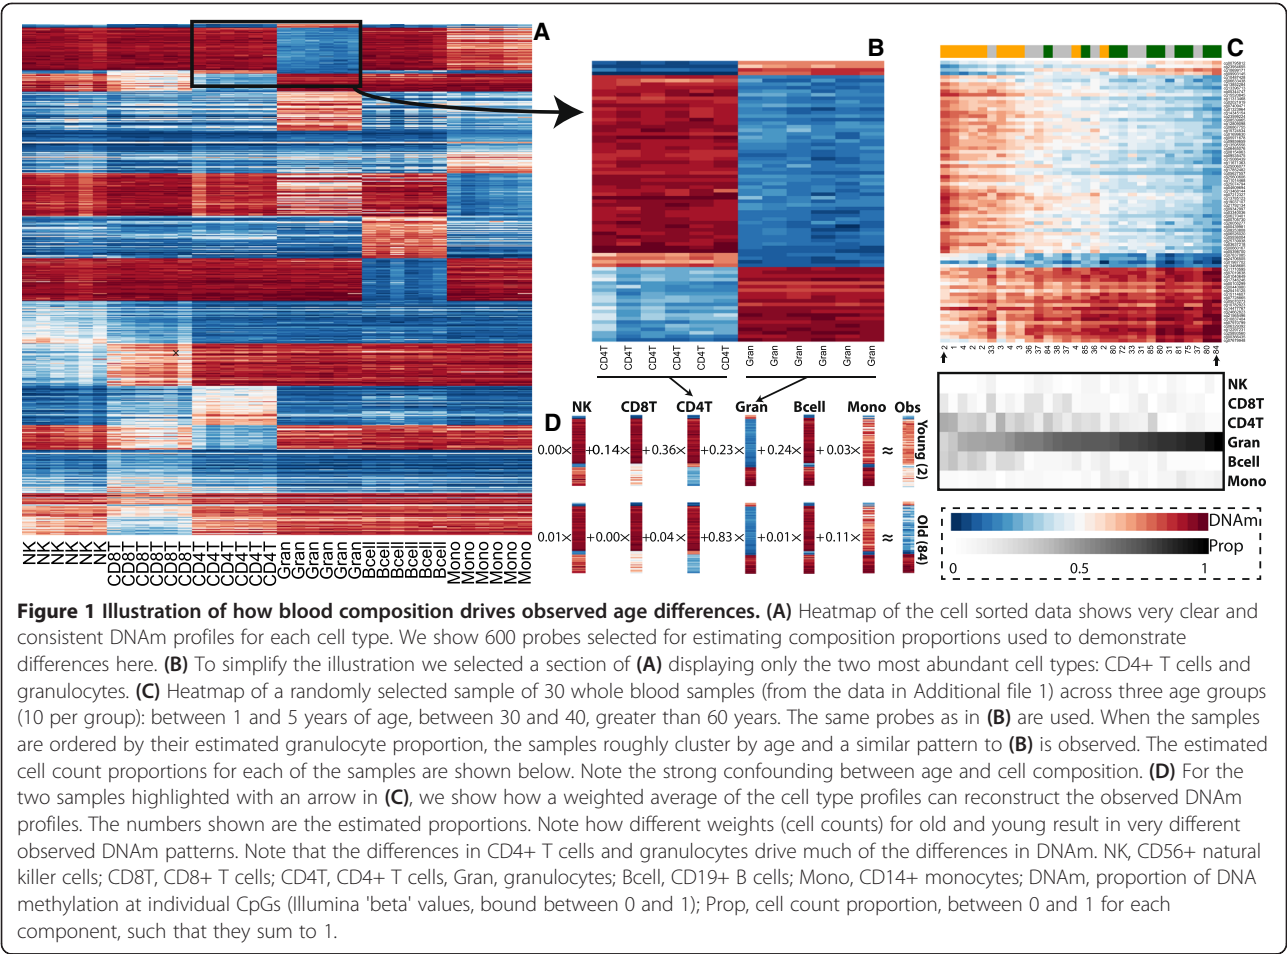 A
B
C
NK NK NK NK NK NK CD8T CD8T CD8T CD8T CD8T CD8T CD4T CD4T CD4T CD4T CD4T CD4T Gran Gran Gran Gran Gran Gran Bcell Bcell Bcell Bcell Bcell Bcell Mono Mono Mono Mono Mono Mono
CD4T CD4T CD4T CD4T CD4T CD4T Gran Gran Gran Gran Gran Gran
D
NK CD8T CD4T Gran Bcell Mono Obs
0.00× +0.14× +0.36× +0.23× +0.24× +0.03× ≈
Young (2)
0.01× +0.00× +0.04× +0.83× +0.01× +0.11× ≈
Old (84)
NK
CD8T
CD4T
Gran
Bcell
Mono
DNAm
Prop
0 0.5 1
Figure 1 Illustration of how blood composition drives observed age differences. (A) Heatmap of the cell sorted data shows very clear and
consistent DNAm profiles for each cell type. We show 600 probes selected for estimating composition proportions used to demonstrate
differences here. (B) To simplify the illustration we selected a section of (A) displaying only the two most abundant cell types: CD4+ T cells and
granulocytes. (C) Heatmap of a randomly selected sample of 30 whole blood samples (from the data in Additional file 1) across three age groups
(10 per group): between 1 and 5 years of age, between 30 and 40, greater than 60 years. The same probes as in (B) are used. When the samples
are ordered by their estimated granulocyte proportion, the samples roughly cluster by age and a similar pattern to (B) is observed. The estimated
cell count proportions for each of the samples are shown below. Note the strong confounding between age and cell composition. (D) For the
two samples highlighted with an arrow in (C), we show how a weighted average of the cell type profiles can reconstruct the observed DNAm
profiles. The numbers shown are the estimated proportions. Note how different weights (cell counts) for old and young result in very different
observed DNAm patterns. Note that the differences in CD4+ T cells and granulocytes drive much of the differences in DNAm. NK, CD56+ natural
killer cells; CD8T, CD8+ T cells; CD4T, CD4+ T cells, Gran, granulocytes; Bcell, CD19+ B cells; Mono, CD14+ monocytes; DNAm, proportion of DNA
methylation at individual CpGs (Illumina 'beta' values, bound between 0 and 1); Prop, cell count proportion, between 0 and 1 for each
component, such that they sum to 1.